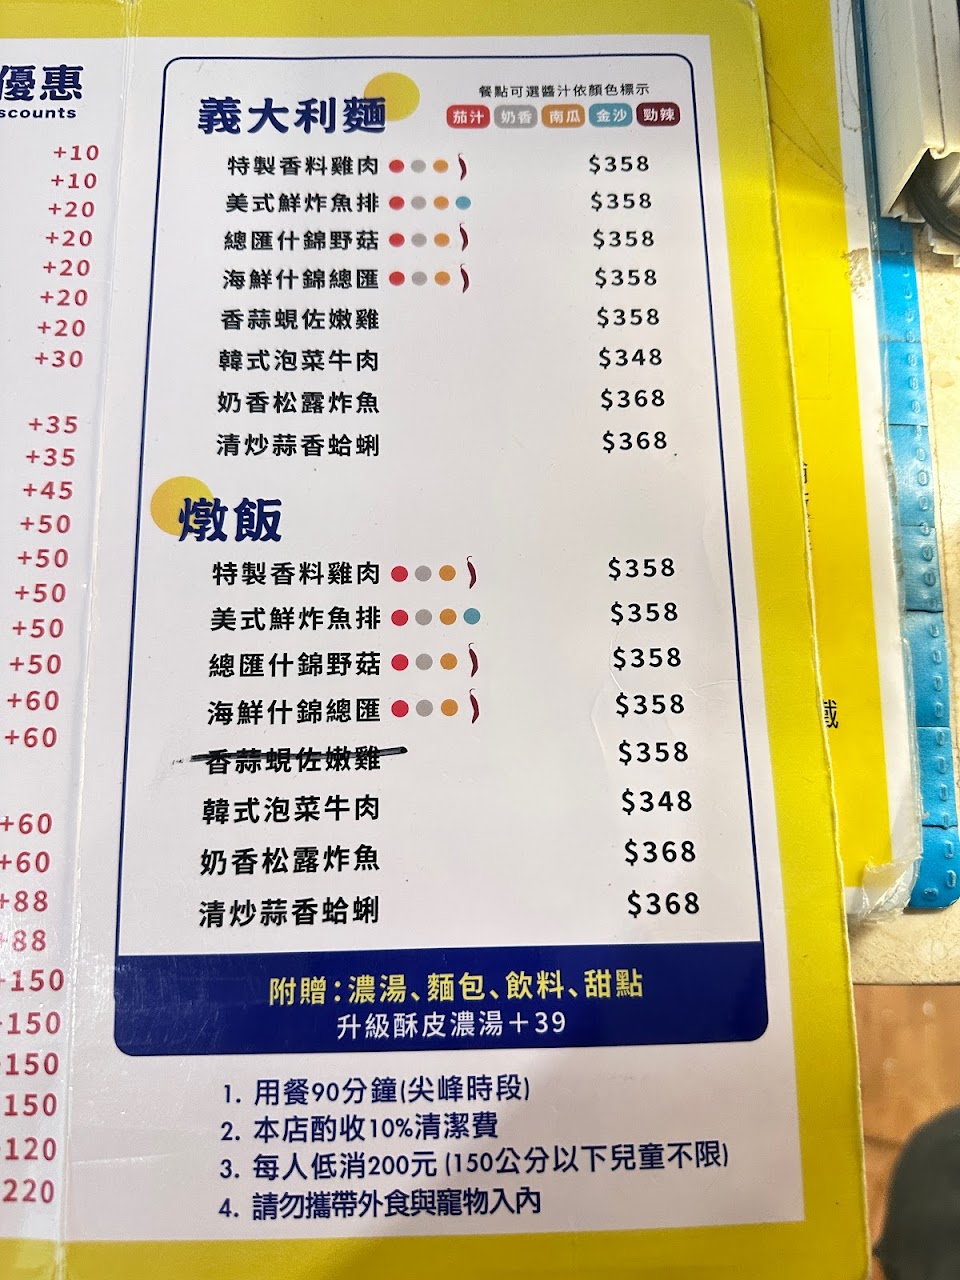 優惠
scounts
+10
+10
+20
+20
+20
+20
+20
+30
+35
+35
+45
+50
+50
+50
+50
+50
+60
+60
+60
+60
+88
+88
+150
+150
+150
150
120
220
義大利麵
餐點可選醬汁依顏色標示
茄汁 奶香 南瓜 金沙 勁辣
特製香料雞肉 $358
美式鮮炸魚排 $358
總匯什錦野菇 $358
海鮮什錦總匯 $358
香蒜蜆佐嫩雞 $358
韓式泡菜牛肉 $348
奶香松露炸魚 $368
清炒蒜香蛤蜊 $368
燉飯
特製香料雞肉 $358
美式鮮炸魚排 $358
總匯什錦野菇 $358
海鮮什錦總匯 $358
香蒜蜆佐嫩雞 $358
韓式泡菜牛肉 $348
奶香松露炸魚 $368
清炒蒜香蛤蜊 $368
附贈:濃湯、麵包、飲料、甜點
升級酥皮濃湯+39
1. 用餐90分鐘(尖峰時段)
2. 本店酌收10%清潔費
3. 每人低消200元 (150公分以下兒童不限)
4. 請勿攜帶外食與寵物入內